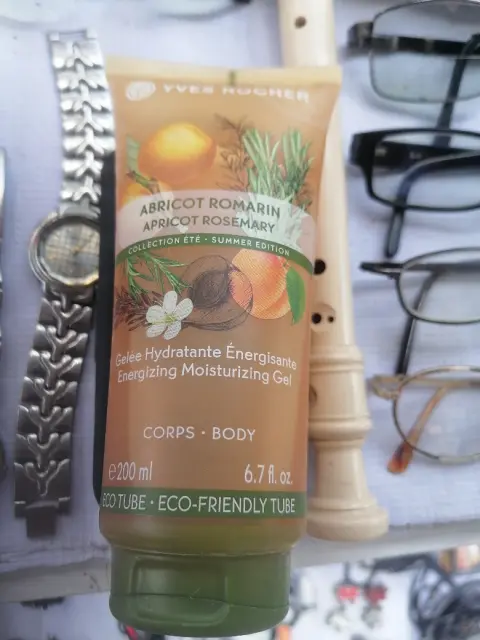 YVES ROCHER
ABRICOT ROMARIN
APRICOT ROSEMARY
COLLECTION ÉTÉ • SUMMER EDITION
Gelée Hydratante Énergisante
Energizing Moisturizing Gel
CORPS • BODY
e 200 ml 6.7 fl. oz.
ECO TUBE • ECO-FRIENDLY TUBE